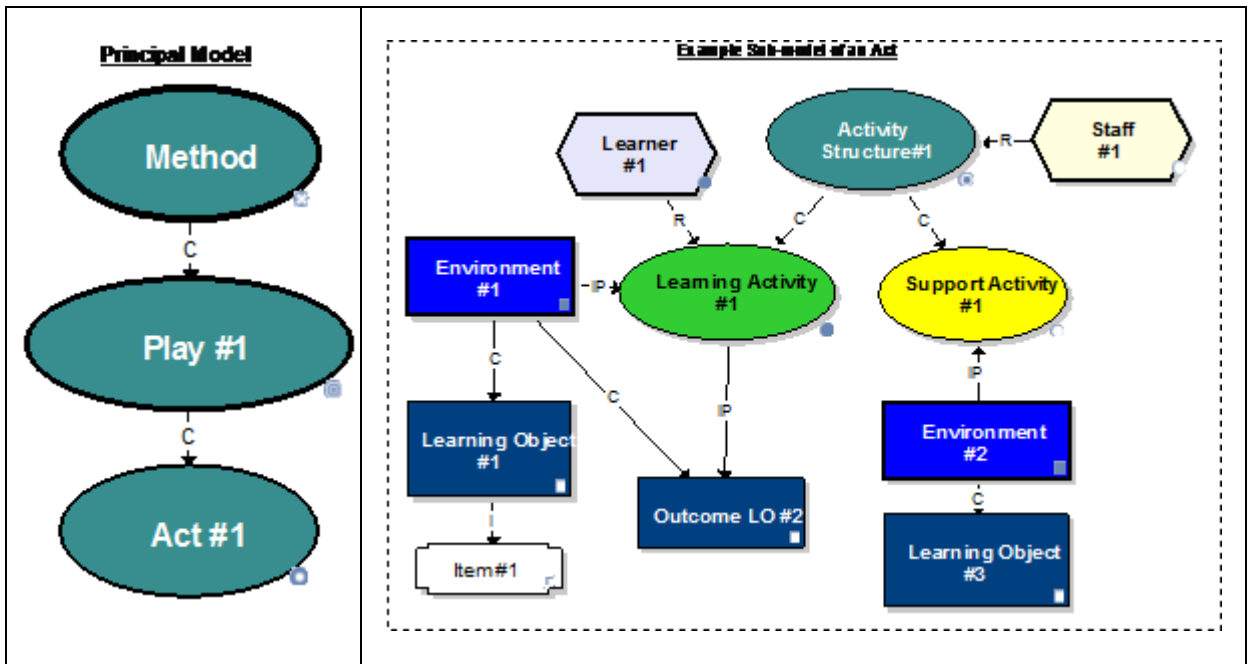 Principal Model
Method
C
Play #1
C
Act #1
Example Sub-model of an Act
Learner
#1
Activity
Structure#1
Staff
#1
R
R
C
C
Environment
#1
IP
Learning Activity
#1
Support Activity
#1
C
C
IP
IP
Learning Object
#1
Environment
#2
I
C
Outcome LO #2
Item#1
Learning Object
#3